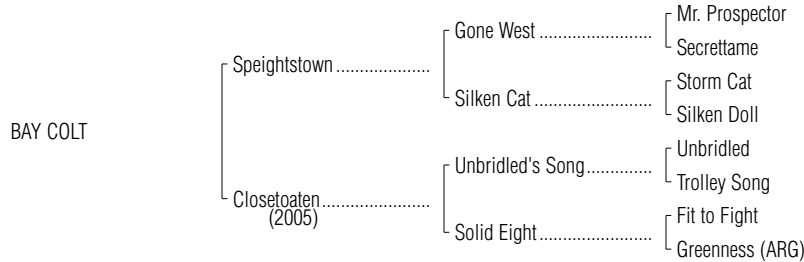 Mr. Prospector
Gone West ........................
Secrettame
Speightstown ....................
Storm Cat
Silken Cat .........................
Silken Doll
BAY COLT
Unbridled
Unbridled's Song ..............
Trolley Song
Closetoaten .......................
(2005)
Fit to Fight
Solid Eight ........................
Greenness (ARG)